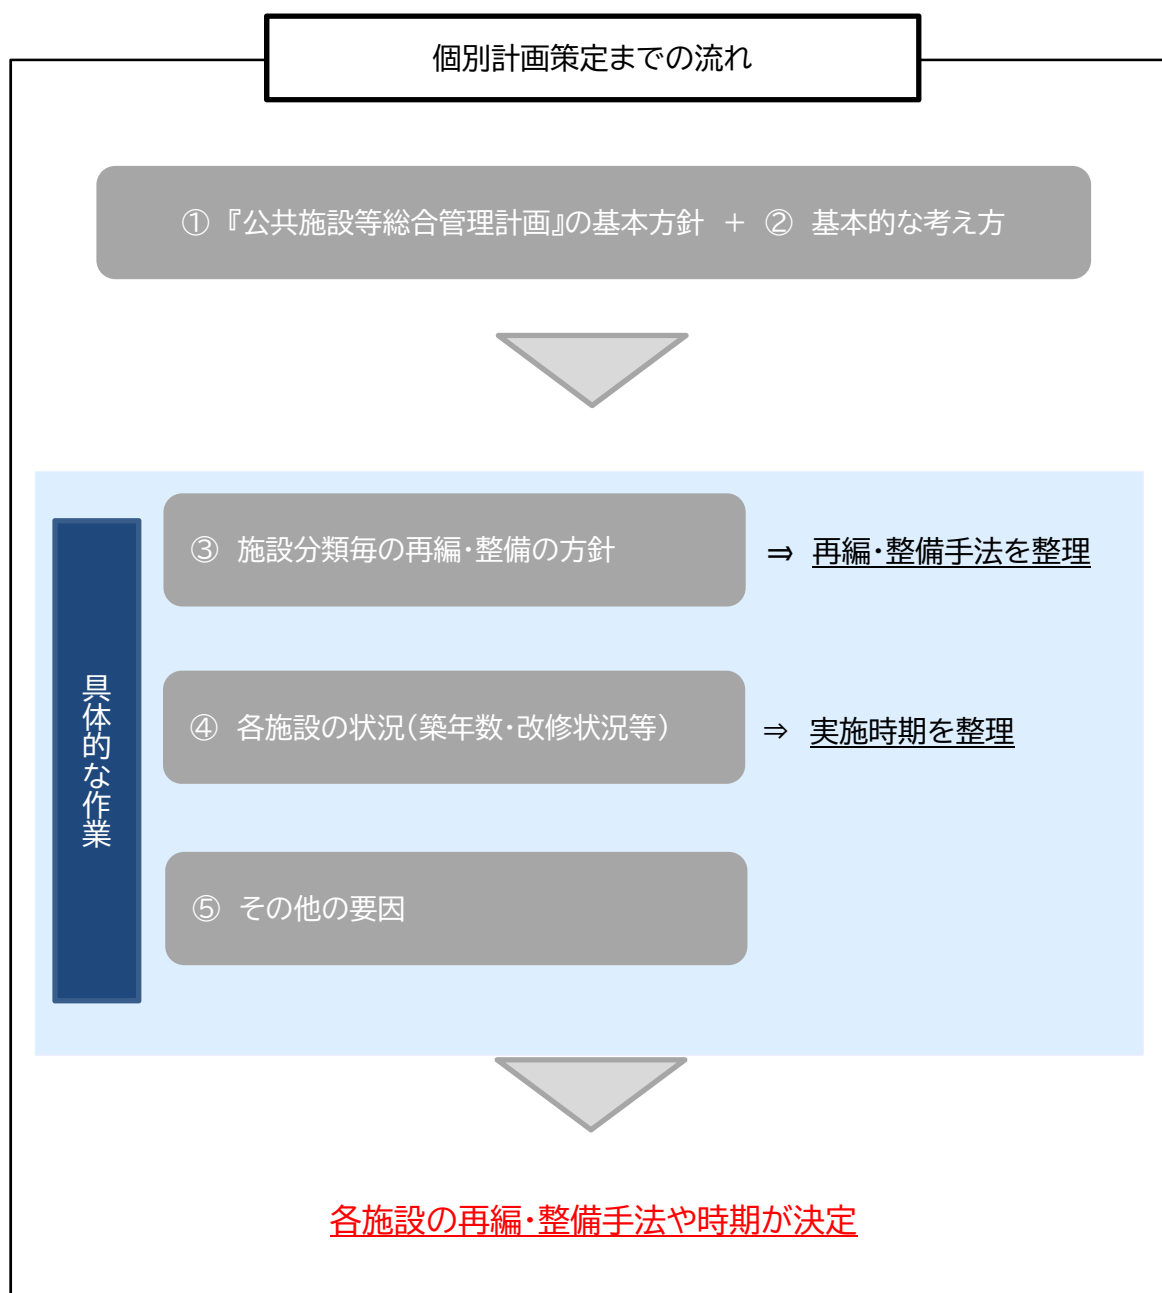 個別計画策定までの流れ
① 『公共施設等総合管理計画』の基本方針 + ② 基本的な考え方
具体的な作業
③ 施設分類毎の再編・整備の方針 ⇒ 再編・整備手法を整理
④ 各施設の状況(築年数・改修状況等) ⇒ 実施時期を整理
⑤ その他の要因
各施設の再編・整備手法や時期が決定